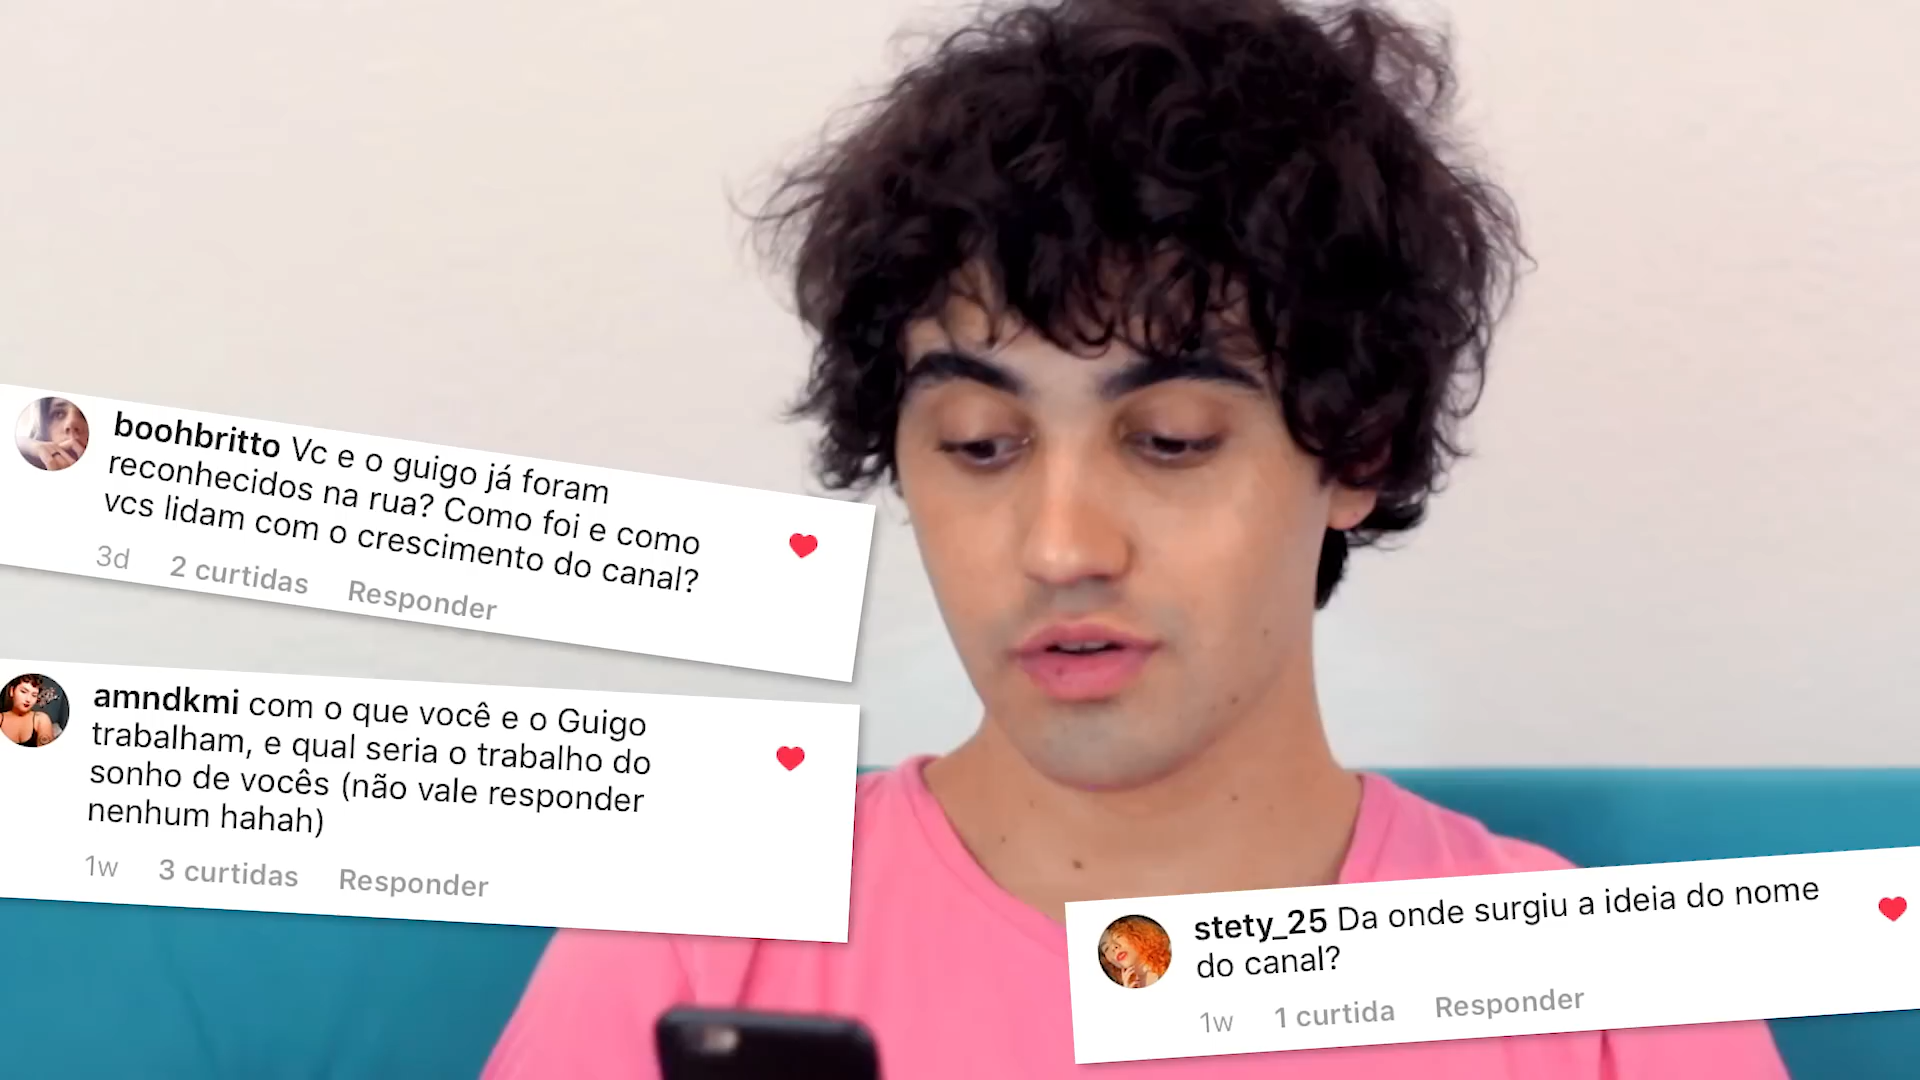 boohbritto Vc e o guigo já foram
reconhecidos na rua? Como foi e como
vcs lidam com o crescimento do canal?
3d 2 curtidas Responder
amndkmi com o que você e o Guigo
trabalham, e qual seria o trabalho do
sonho de vocês (não vale responder
nenhum hahah)
1w 3 curtidas Responder
stety_25 Da onde surgiu a ideia do nome
do canal?
1w 1 curtida Responder